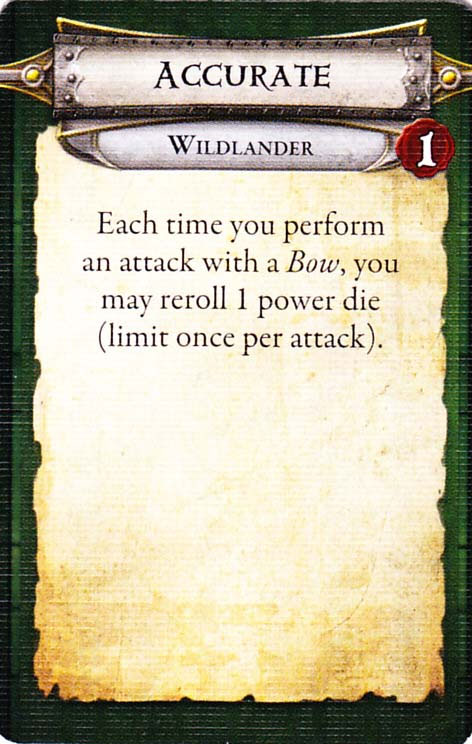 ACCURATE
WILDLANDER
1
Each time you perform
an attack with a Bow, you
may reroll 1 power die
(limit once per attack).